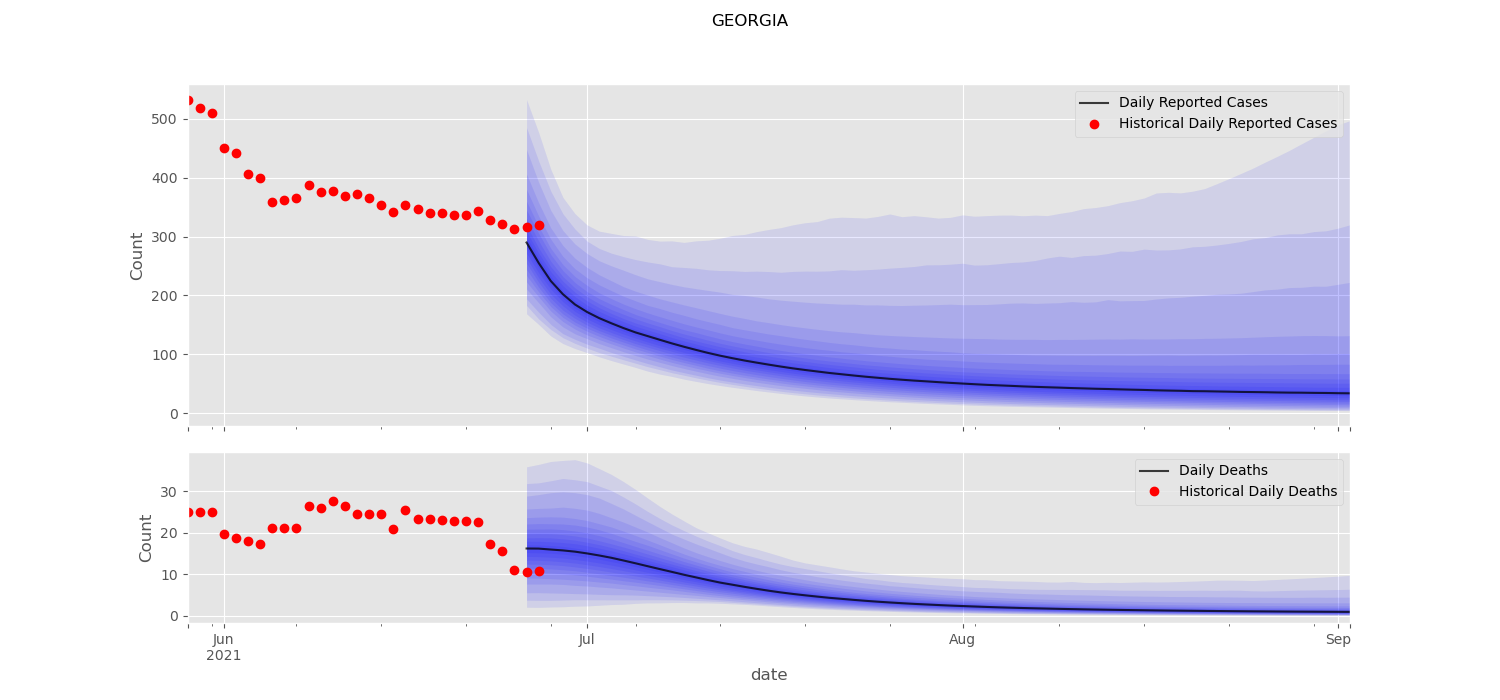 GEORGIA
Daily Reported Cases
Historical Daily Reported Cases
Count
500
400
300
200
100
0
Daily Deaths
Historical Daily Deaths
Count
30
20
10
0
Jun
2021
Jul
Aug
Sep
date